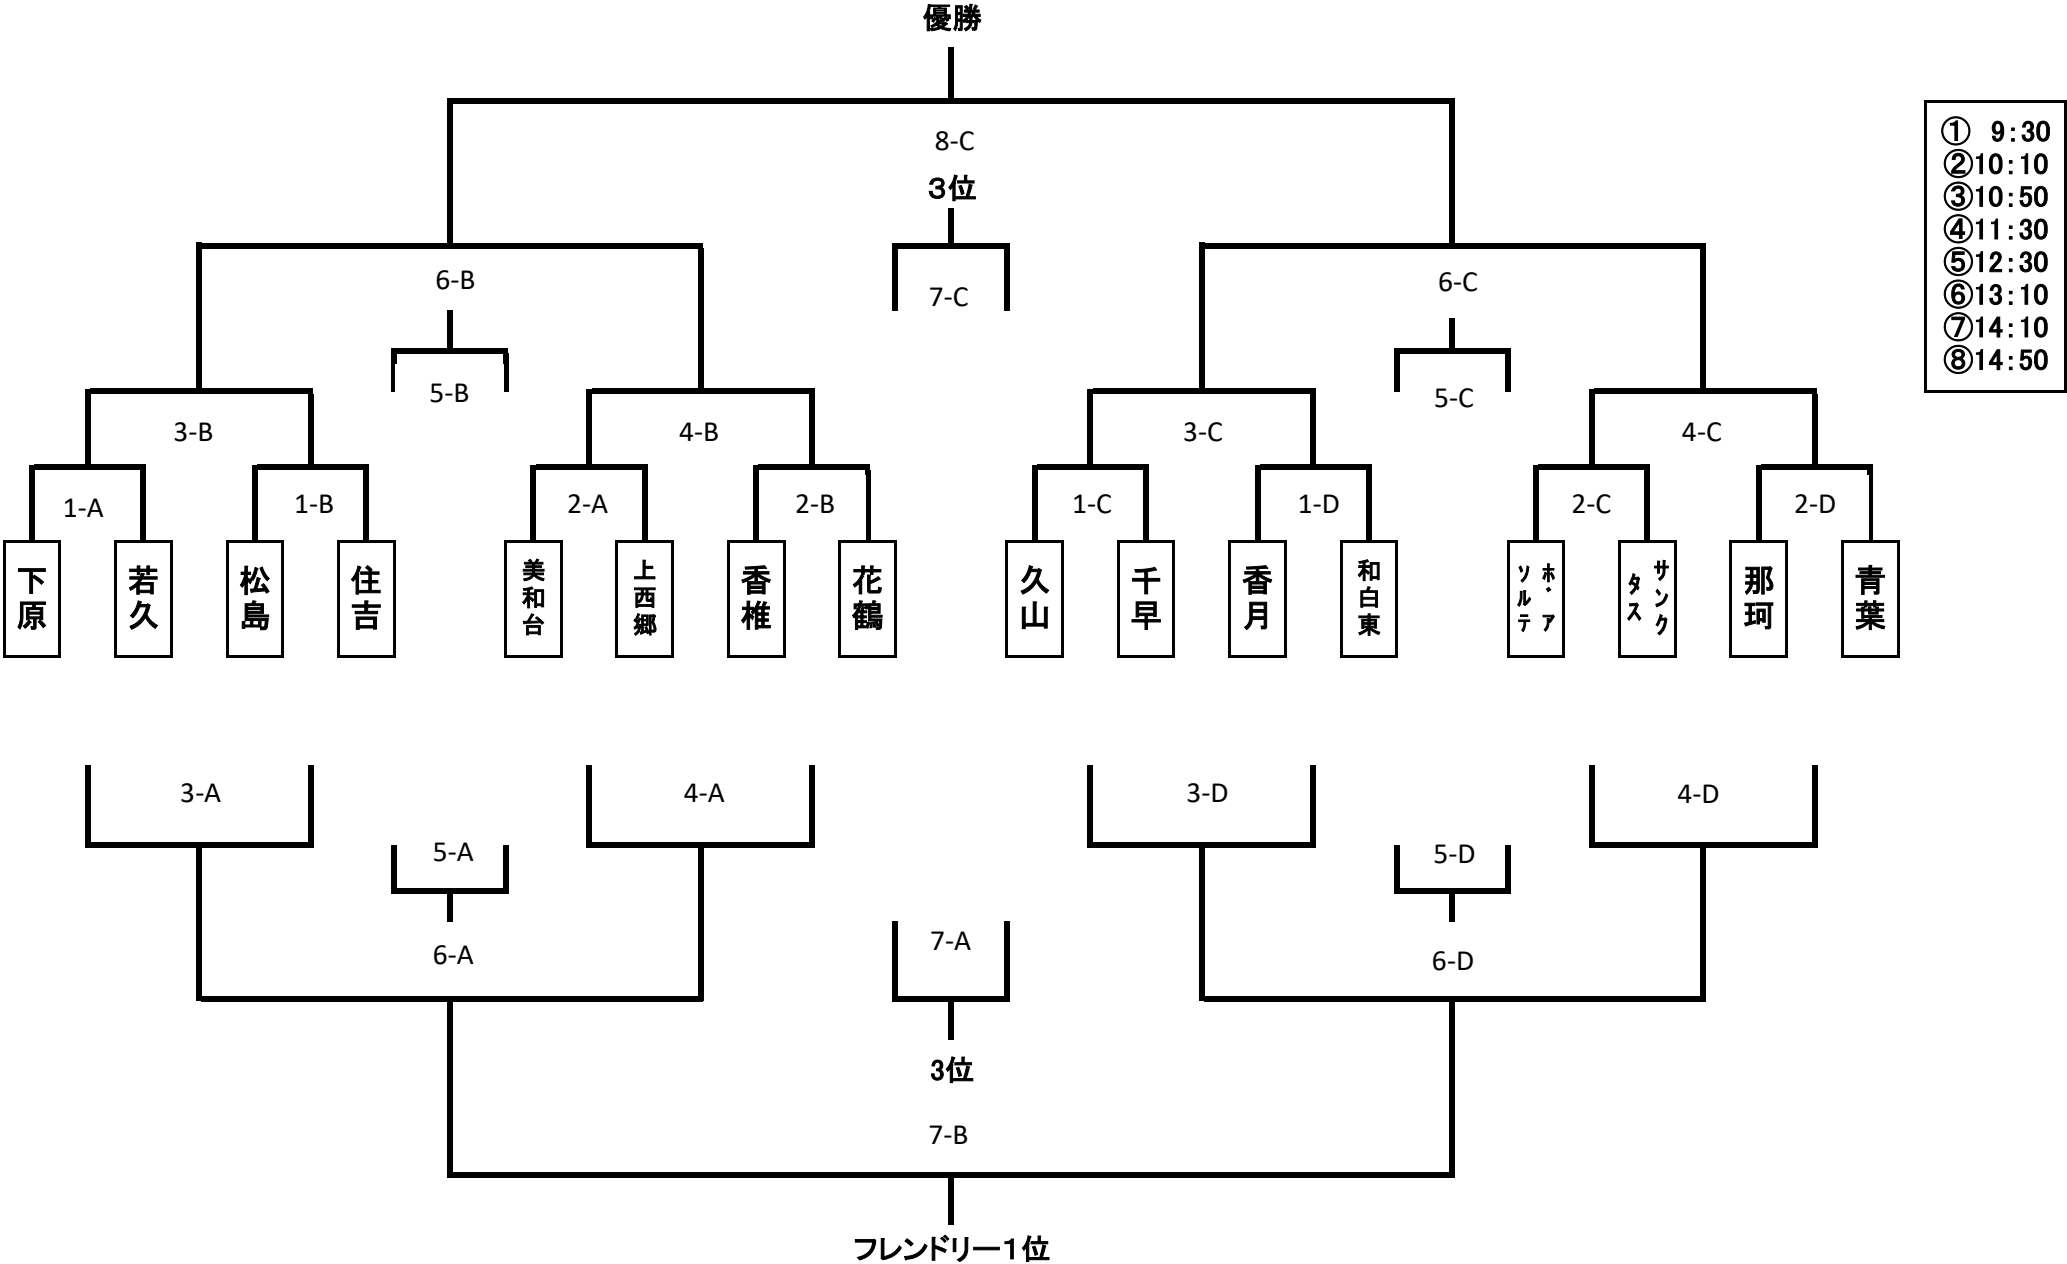 優勝
8-C
3位
7-C
6-B
6-C
5-B
5-C
3-B
4-B
3-C
4-C
1-A
1-B
2-A
2-B
1-C
1-D
2-C
2-D
下原
若久
松島
住吉
美和台
上西郷
香椎
花鶴
久山
千早
香月
和白東
ホ゛ア
ソルテ
サンク
タス
那珂
青葉
① 9:30
②10:10
③10:50
④11:30
⑤12:30
⑥13:10
⑦14:10
⑧14:50
3-A
4-A
3-D
4-D
5-A
5-D
6-A
7-A
6-D
3位
7-B
フレンドリー1位